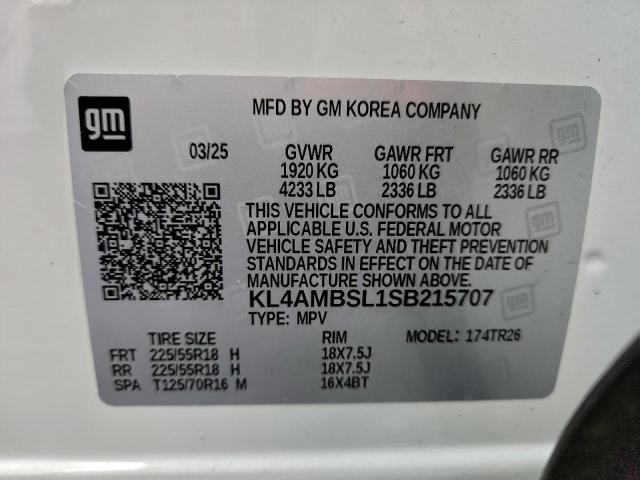 gm
MFD BY GM KOREA COMPANY
03/25 GVWR GAWR FRT GAWR RR
1920 KG 1060 KG 1060 KG
4233 LB 2336 LB 2336 LB
THIS VEHICLE CONFORMS TO ALL
APPLICABLE U.S. FEDERAL MOTOR
VEHICLE SAFETY AND THEFT PREVENTION
STANDARDS IN EFFECT ON THE DATE OF
MANUFACTURE SHOWN ABOVE.
KL4AMBSL1SB215707
TYPE: MPV
TIRE SIZE RIM MODEL: 174TR26
FRT 225/55R18 H 18X7.5J
RR 225/55R18 H 18X7.5J
SPA T125/70R16 M 16X4BT